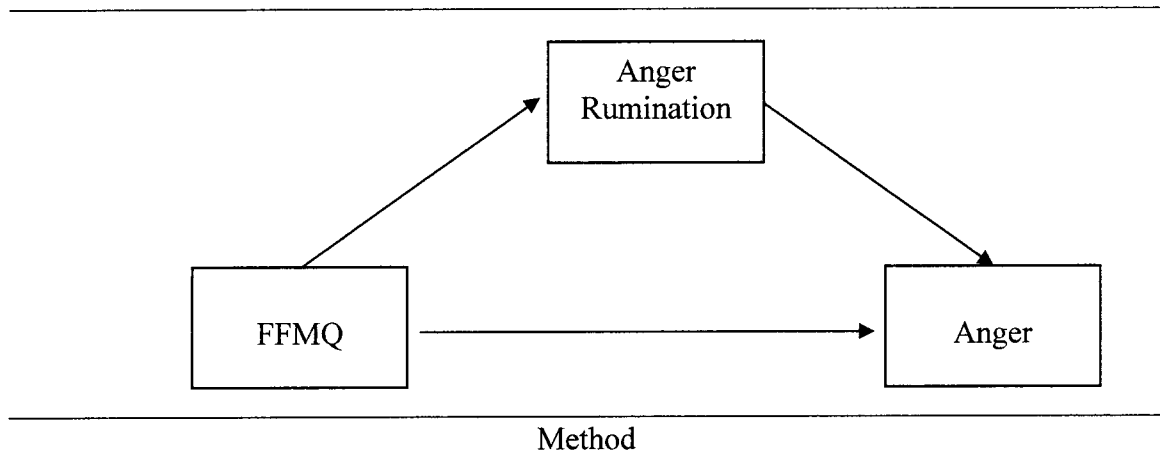 Anger
Rumination
FFMQ
Anger
Method